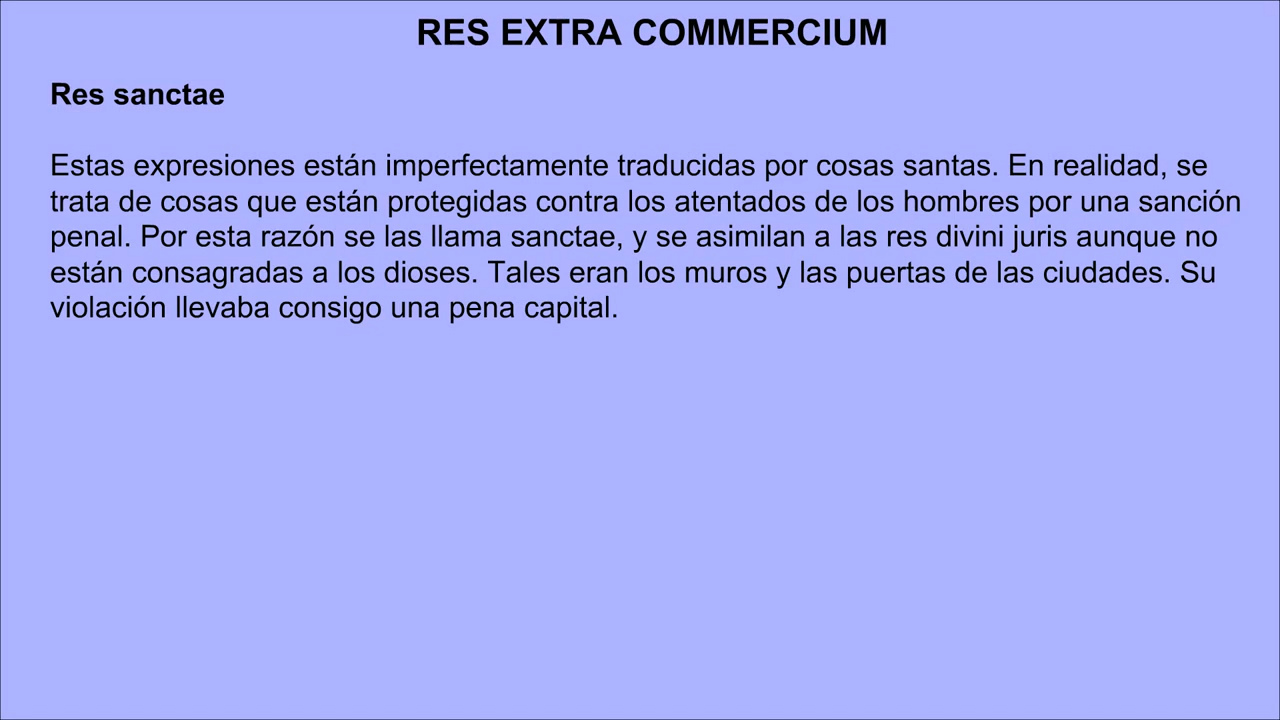 RES EXTRA COMMERCIUM
Res sanctae
Estas expresiones están imperfectamente traducidas por cosas santas. En realidad, se
trata de cosas que están protegidas contra los atentados de los hombres por una sanción
penal. Por esta razón se las llama sanctae, y se asimilan a las res divini juris aunque no
están consagradas a los dioses. Tales eran los muros y las puertas de las ciudades. Su
violación llevaba consigo una pena capital.